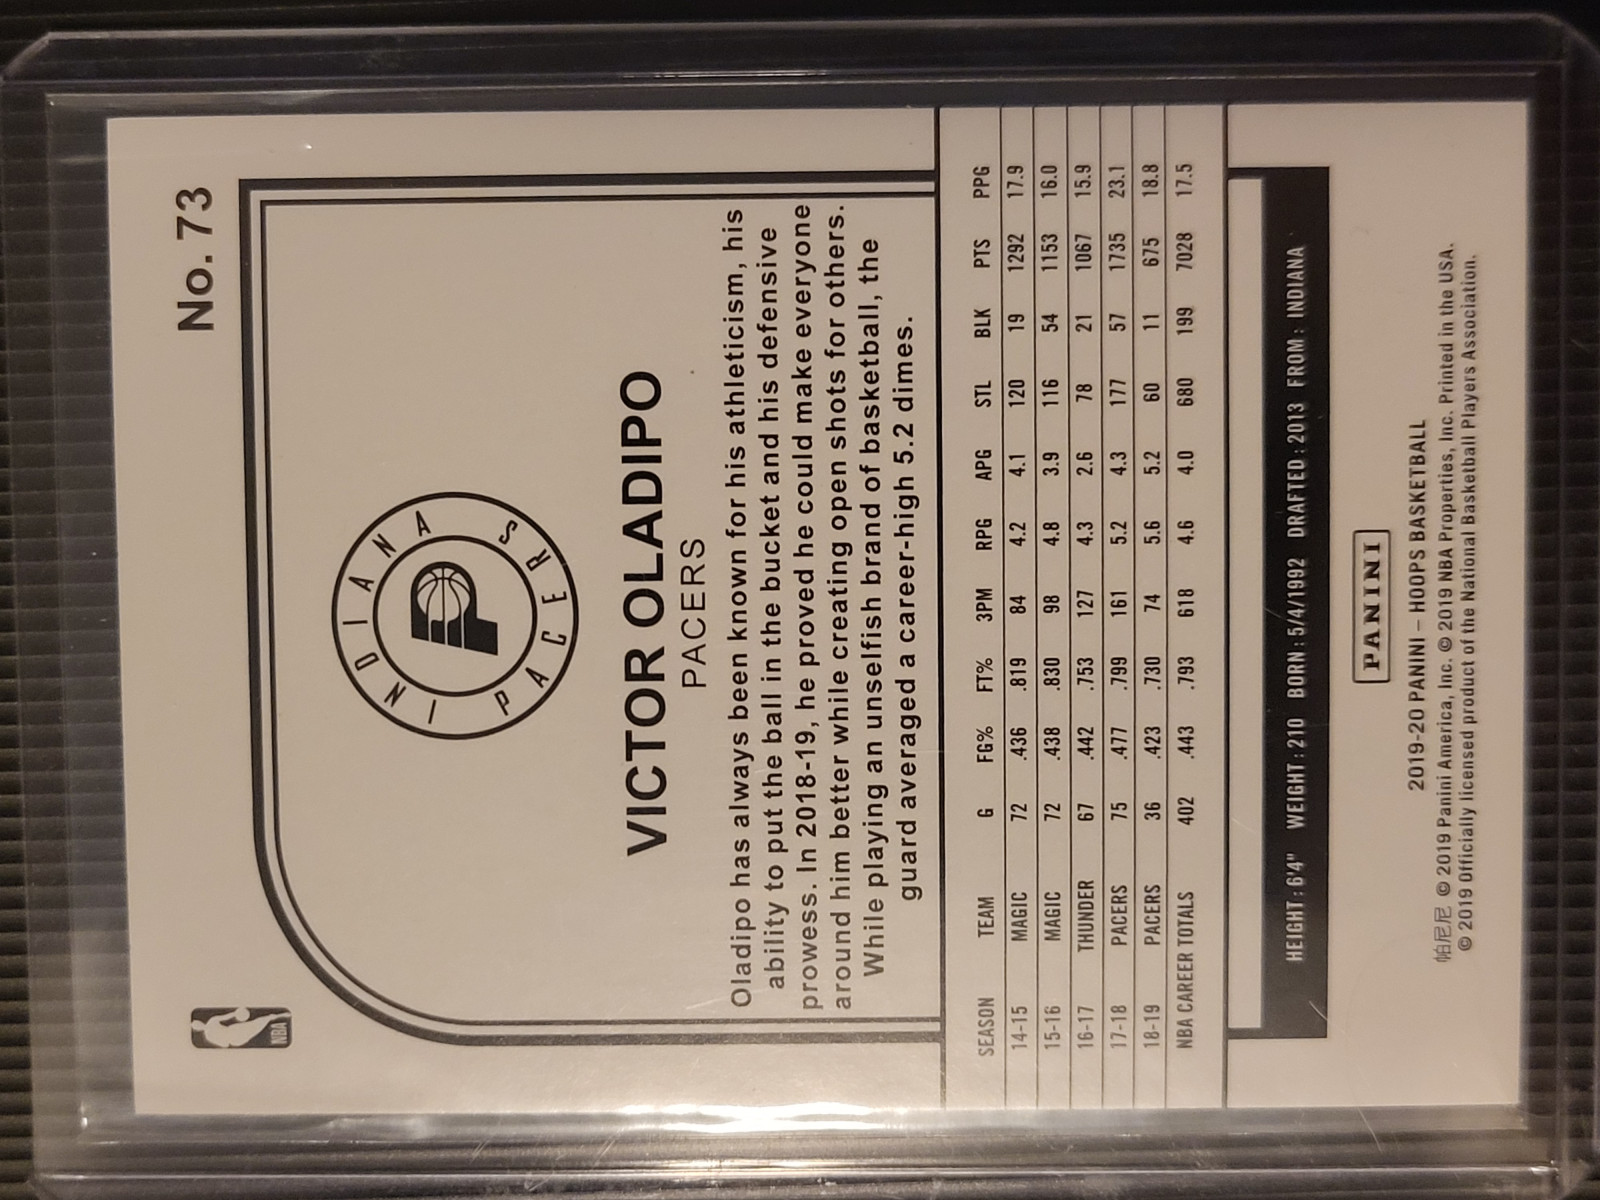 No. 73
NBA
INDIANA PACERS
VICTOR OLADIPO
PACERS
Oladipo has always been known for his athleticism, his
ability to put the ball in the bucket and his defensive
prowess. In 2018-19, he proved he could make everyone
around him better while creating open shots for others.
While playing an unselfish brand of basketball, the
guard averaged a career-high 5.2 dimes.
SEASON TEAM G FG% FT% 3PM RPG APG STL BLK PTS PPG
14-15 MAGIC 72 .436 .819 84 4.2 4.1 120 19 1292 17.9
15-16 MAGIC 72 .438 .830 98 4.8 3.9 116 54 1153 16.0
16-17 THUNDER 67 .442 .753 127 4.3 2.6 78 21 1067 15.9
17-18 PACERS 75 .477 .799 161 5.2 4.3 177 57 1735 23.1
18-19 PACERS 36 .423 .730 74 5.6 5.2 60 11 675 18.8
NBA CAREER TOTALS 402 .443 .793 618 4.6 4.0 680 199 7028 17.5
HEIGHT: 6'4" WEIGHT: 210 BORN: 5/4/1992 DRAFTED: 2013 FROM: INDIANA
PANINI
2019-20 PANINI – HOOPS BASKETBALL
帕尼尼 © 2019 Panini America, Inc. © 2019 NBA Properties, Inc. Printed in the USA.
© 2019 Officially licensed product of the National Basketball Players Association.